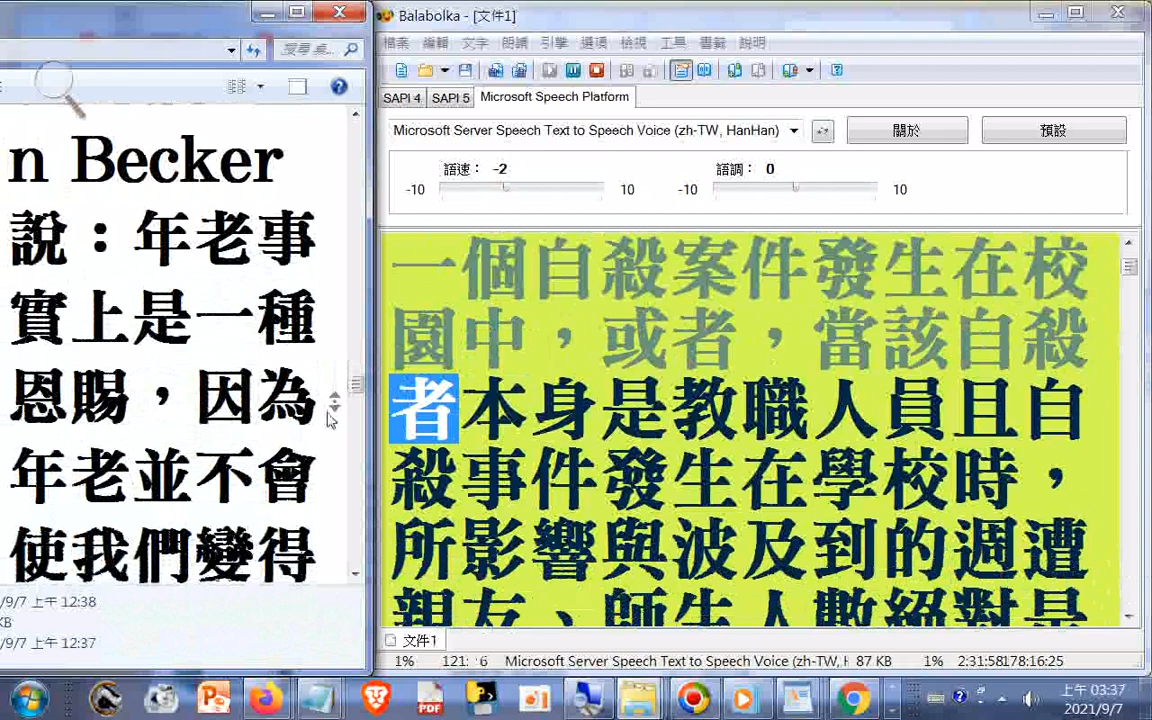 搜尋桌...
n Becker
說：年老事
實上是一種
恩賜，因為
年老並不會
使我們變得
/9/7 上午 12:38
KB
/9/7 上午 12:37
Balabolka - [文件1]
檔案 編輯 文字 朗讀 引擎 選項 檢視 工具 書籤 說明
SAPI 4 SAPI 5 Microsoft Speech Platform
Microsoft Server Speech Text to Speech Voice (zh-TW, HanHan)
關於 預設
語速： -2 語調： 0
-10 10 -10 10
一個自殺案件發生在校
園中，或者，當該自殺
者本身是教職人員且自
殺事件發生在學校時，
所影響與波及到的週遭
親友、師生人數絕對是
文件1
1% 121: 6 Microsoft Server Speech Text to Speech Voice (zh-TW, H 87 KB 1% 2:31:58178:16:25
上午 03:37
2021/9/7